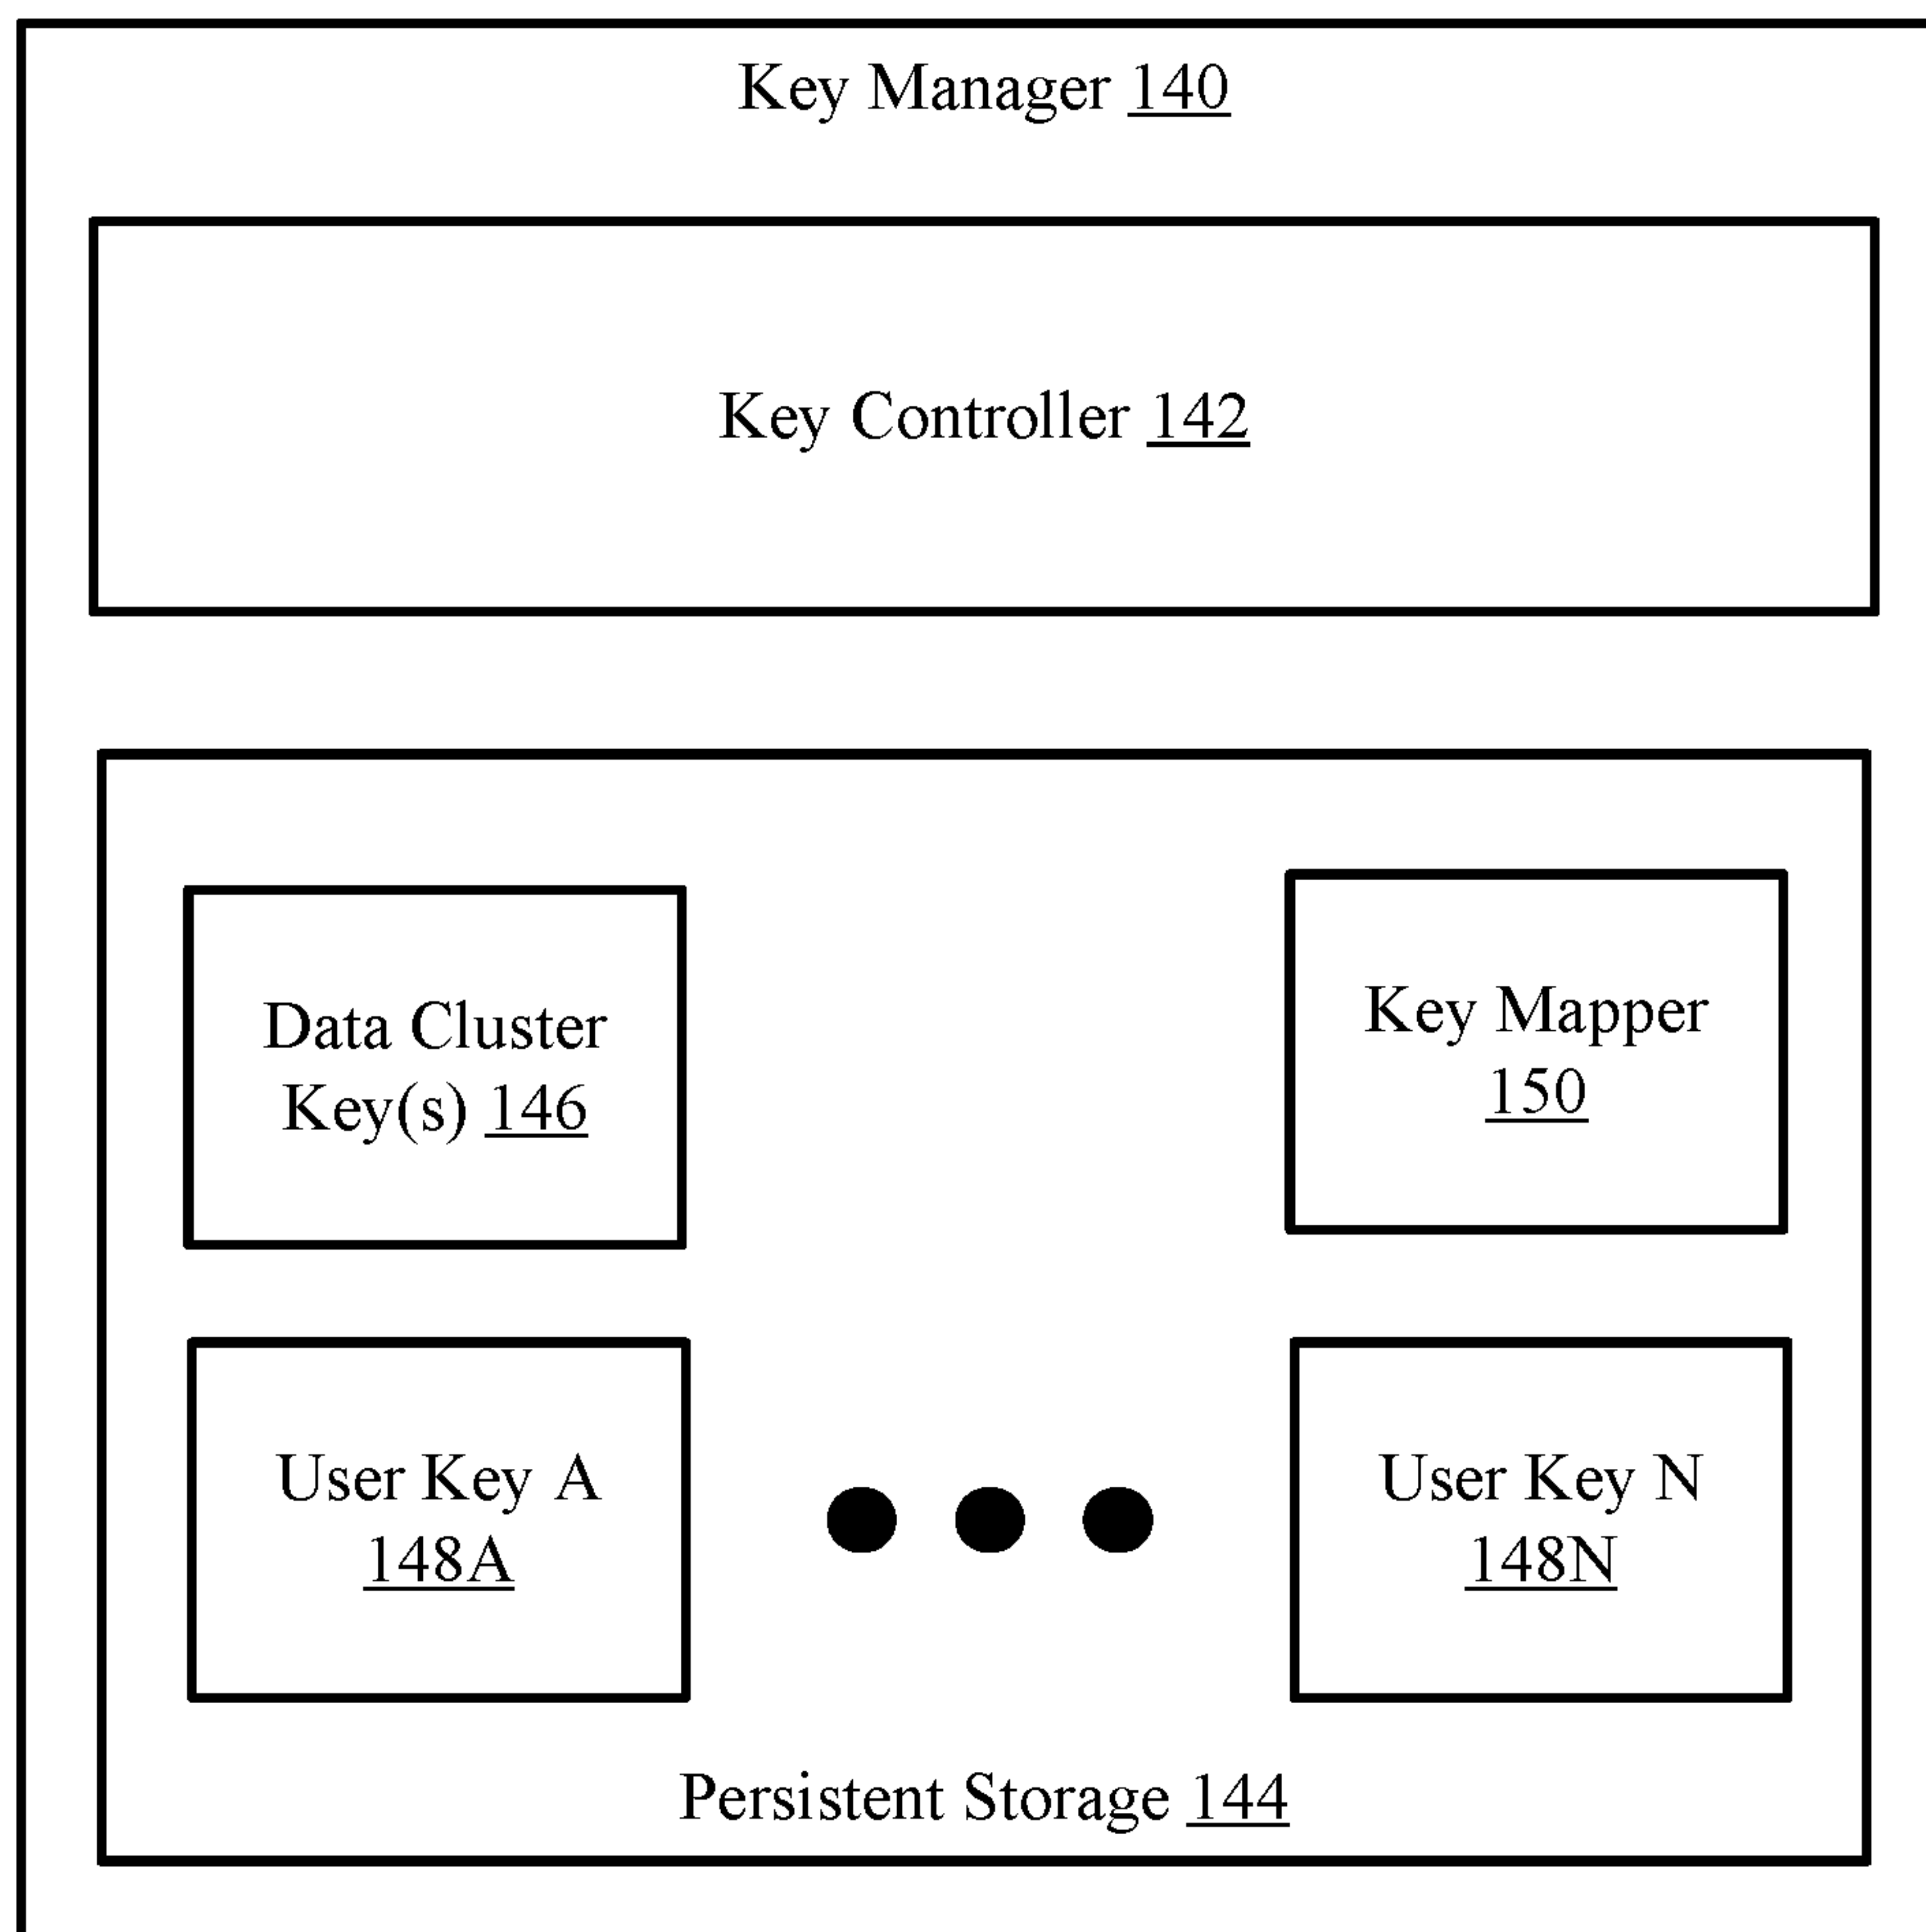 Key Manager 140
Key Controller 142
Data Cluster
Key(s) 146
Key Mapper
150
User Key A
148A
User Key N
148N
Persistent Storage 144